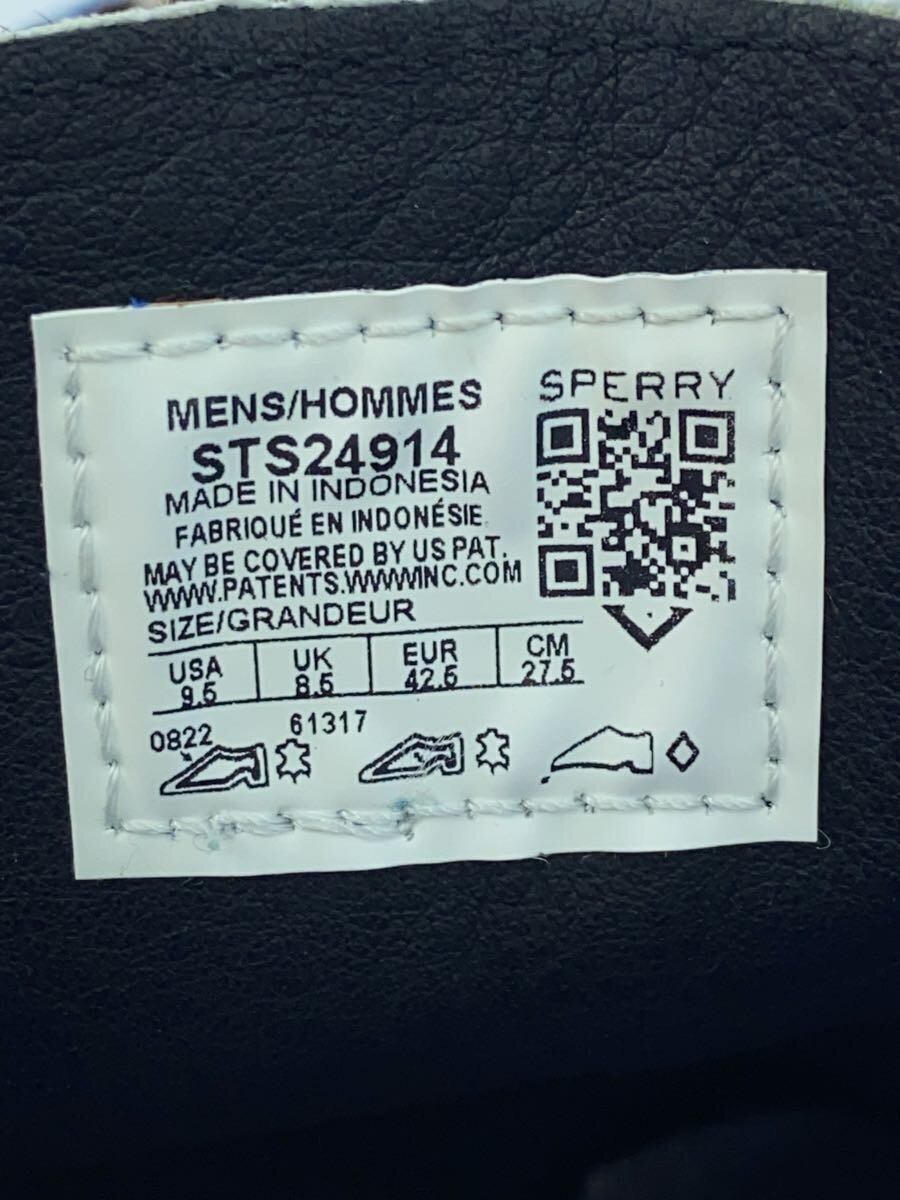 MENS/HOMMES
STS24914
MADE IN INDONESIA
FABRIQUÉ EN INDONÉSIE
MAY BE COVERED BY US PAT.
WWW.PATENTS.WWWINC.COM
SIZE/GRANDEUR
USA UK EUR CM
9.5 8.5 42.5 27.5
0822 61317
SPERRY